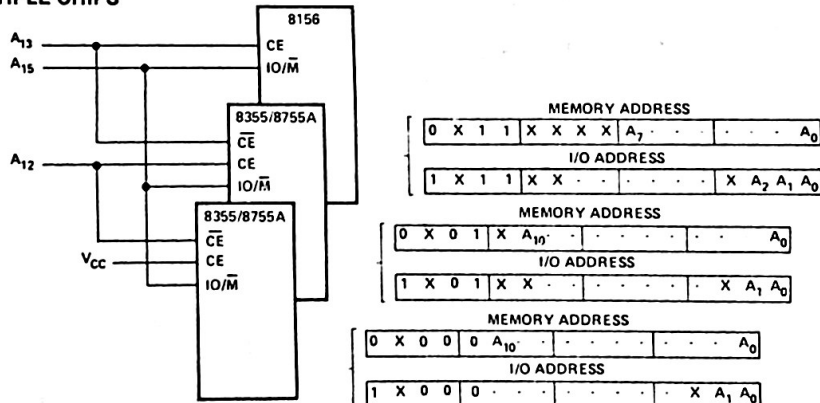 8156
A13
CE
A15
IO/M̅
8355/8755A
C̅E̅
CE
A12
IO/M̅
8355/8755A
C̅E̅
VCC
CE
IO/M̅
MEMORY ADDRESS
0 X 1 1 X X X X A7 · · · · · · A0
I/O ADDRESS
1 X 1 1 X X · · · · · · X A2 A1 A0
MEMORY ADDRESS
0 X 0 1 X A10 · · · · · · · · A0
I/O ADDRESS
1 X 0 1 X X · · · · · · · X A1 A0
MEMORY ADDRESS
0 X 0 0 0 A10 · · · · · · · · A0
I/O ADDRESS
1 X 0 0 0 · · · · · · · · X A1 A0